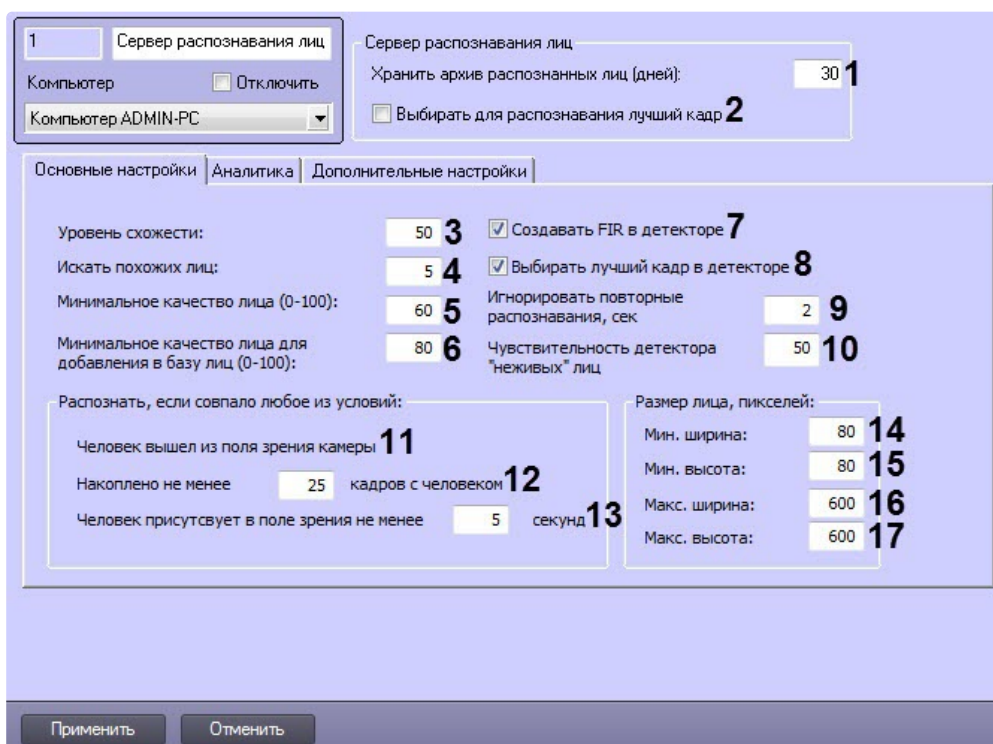 1 Сервер распознавания лиц
Компьютер Отключить
Компьютер ADMIN-PC
Сервер распознавания лиц
Хранить архив распознанных лиц (дней): 30 1
Выбирать для распознавания лучший кадр 2
Основные настройки Аналитика Дополнительные настройки
Уровень схожести: 50 3
Искать похожих лиц: 5 4
Минимальное качество лица (0-100): 60 5
Минимальное качество лица для
добавления в базу лиц (0-100): 80 6
Создавать FIR в детекторе 7
Выбирать лучший кадр в детекторе 8
Игнорировать повторные
распознавания, сек 2 9
Чувствительность детектора
"неживых" лиц 50 10
Распознать, если совпало любое из условий:
Человек вышел из поля зрения камеры 11
Накоплено не менее 25 кадров с человеком 12
Человек присутсвует в поле зрения не менее 5 секунд 13
Размер лица, пикселей:
Мин. ширина: 80 14
Мин. высота: 80 15
Макс. ширина: 600 16
Макс. высота: 600 17
Применить Отменить